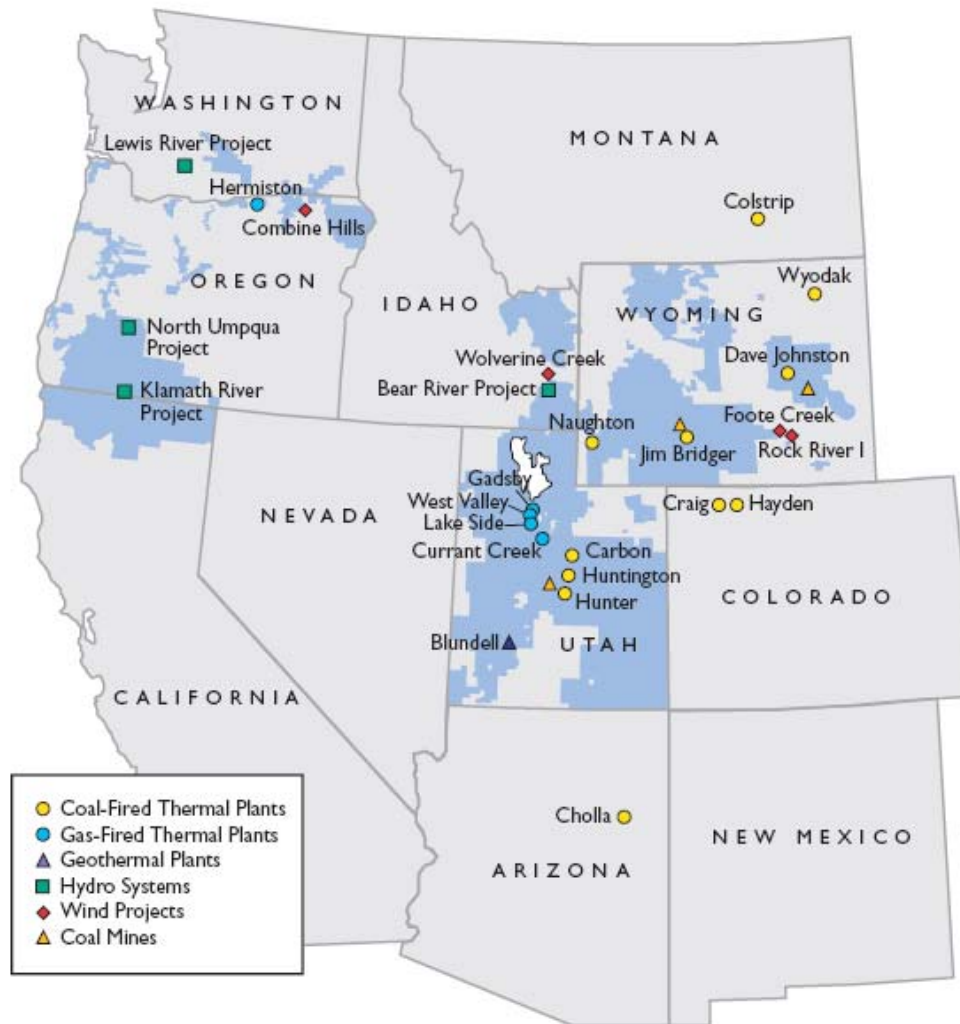 WASHINGTON
Lewis River Project
Hermiston
Combine Hills
OREGON
North Umpqua
Project
Klamath River
Project
MONTANA
Colstrip
IDAHO
Wolverine Creek
Bear River Project
WYOMING
Wyodak
Dave Johnston
Foote Creek
Rock River I
Jim Bridger
Naughton
NEVADA
Gadsby
West Valley
Lake Side
Currant Creek
Carbon
Huntington
Hunter
Blundell
UTAH
Craig
Hayden
COLORADO
CALIFORNIA
Cholla
ARIZONA
NEW MEXICO
Coal-Fired Thermal Plants
Gas-Fired Thermal Plants
Geothermal Plants
Hydro Systems
Wind Projects
Coal Mines